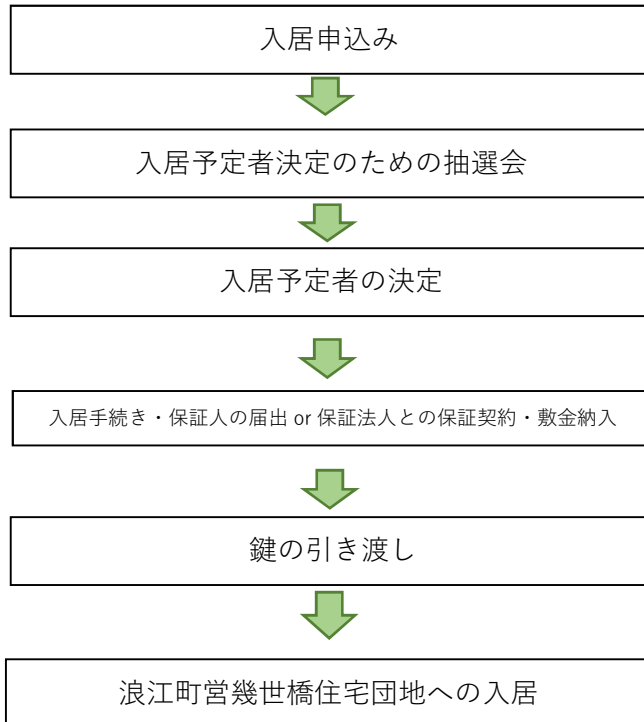 入居申込み
入居予定者決定のための抽選会
入居予定者の決定
入居手続き・保証人の届出 or 保証法人との保証契約・敷金納入
鍵の引き渡し
浪江町営幾世橋住宅団地への入居